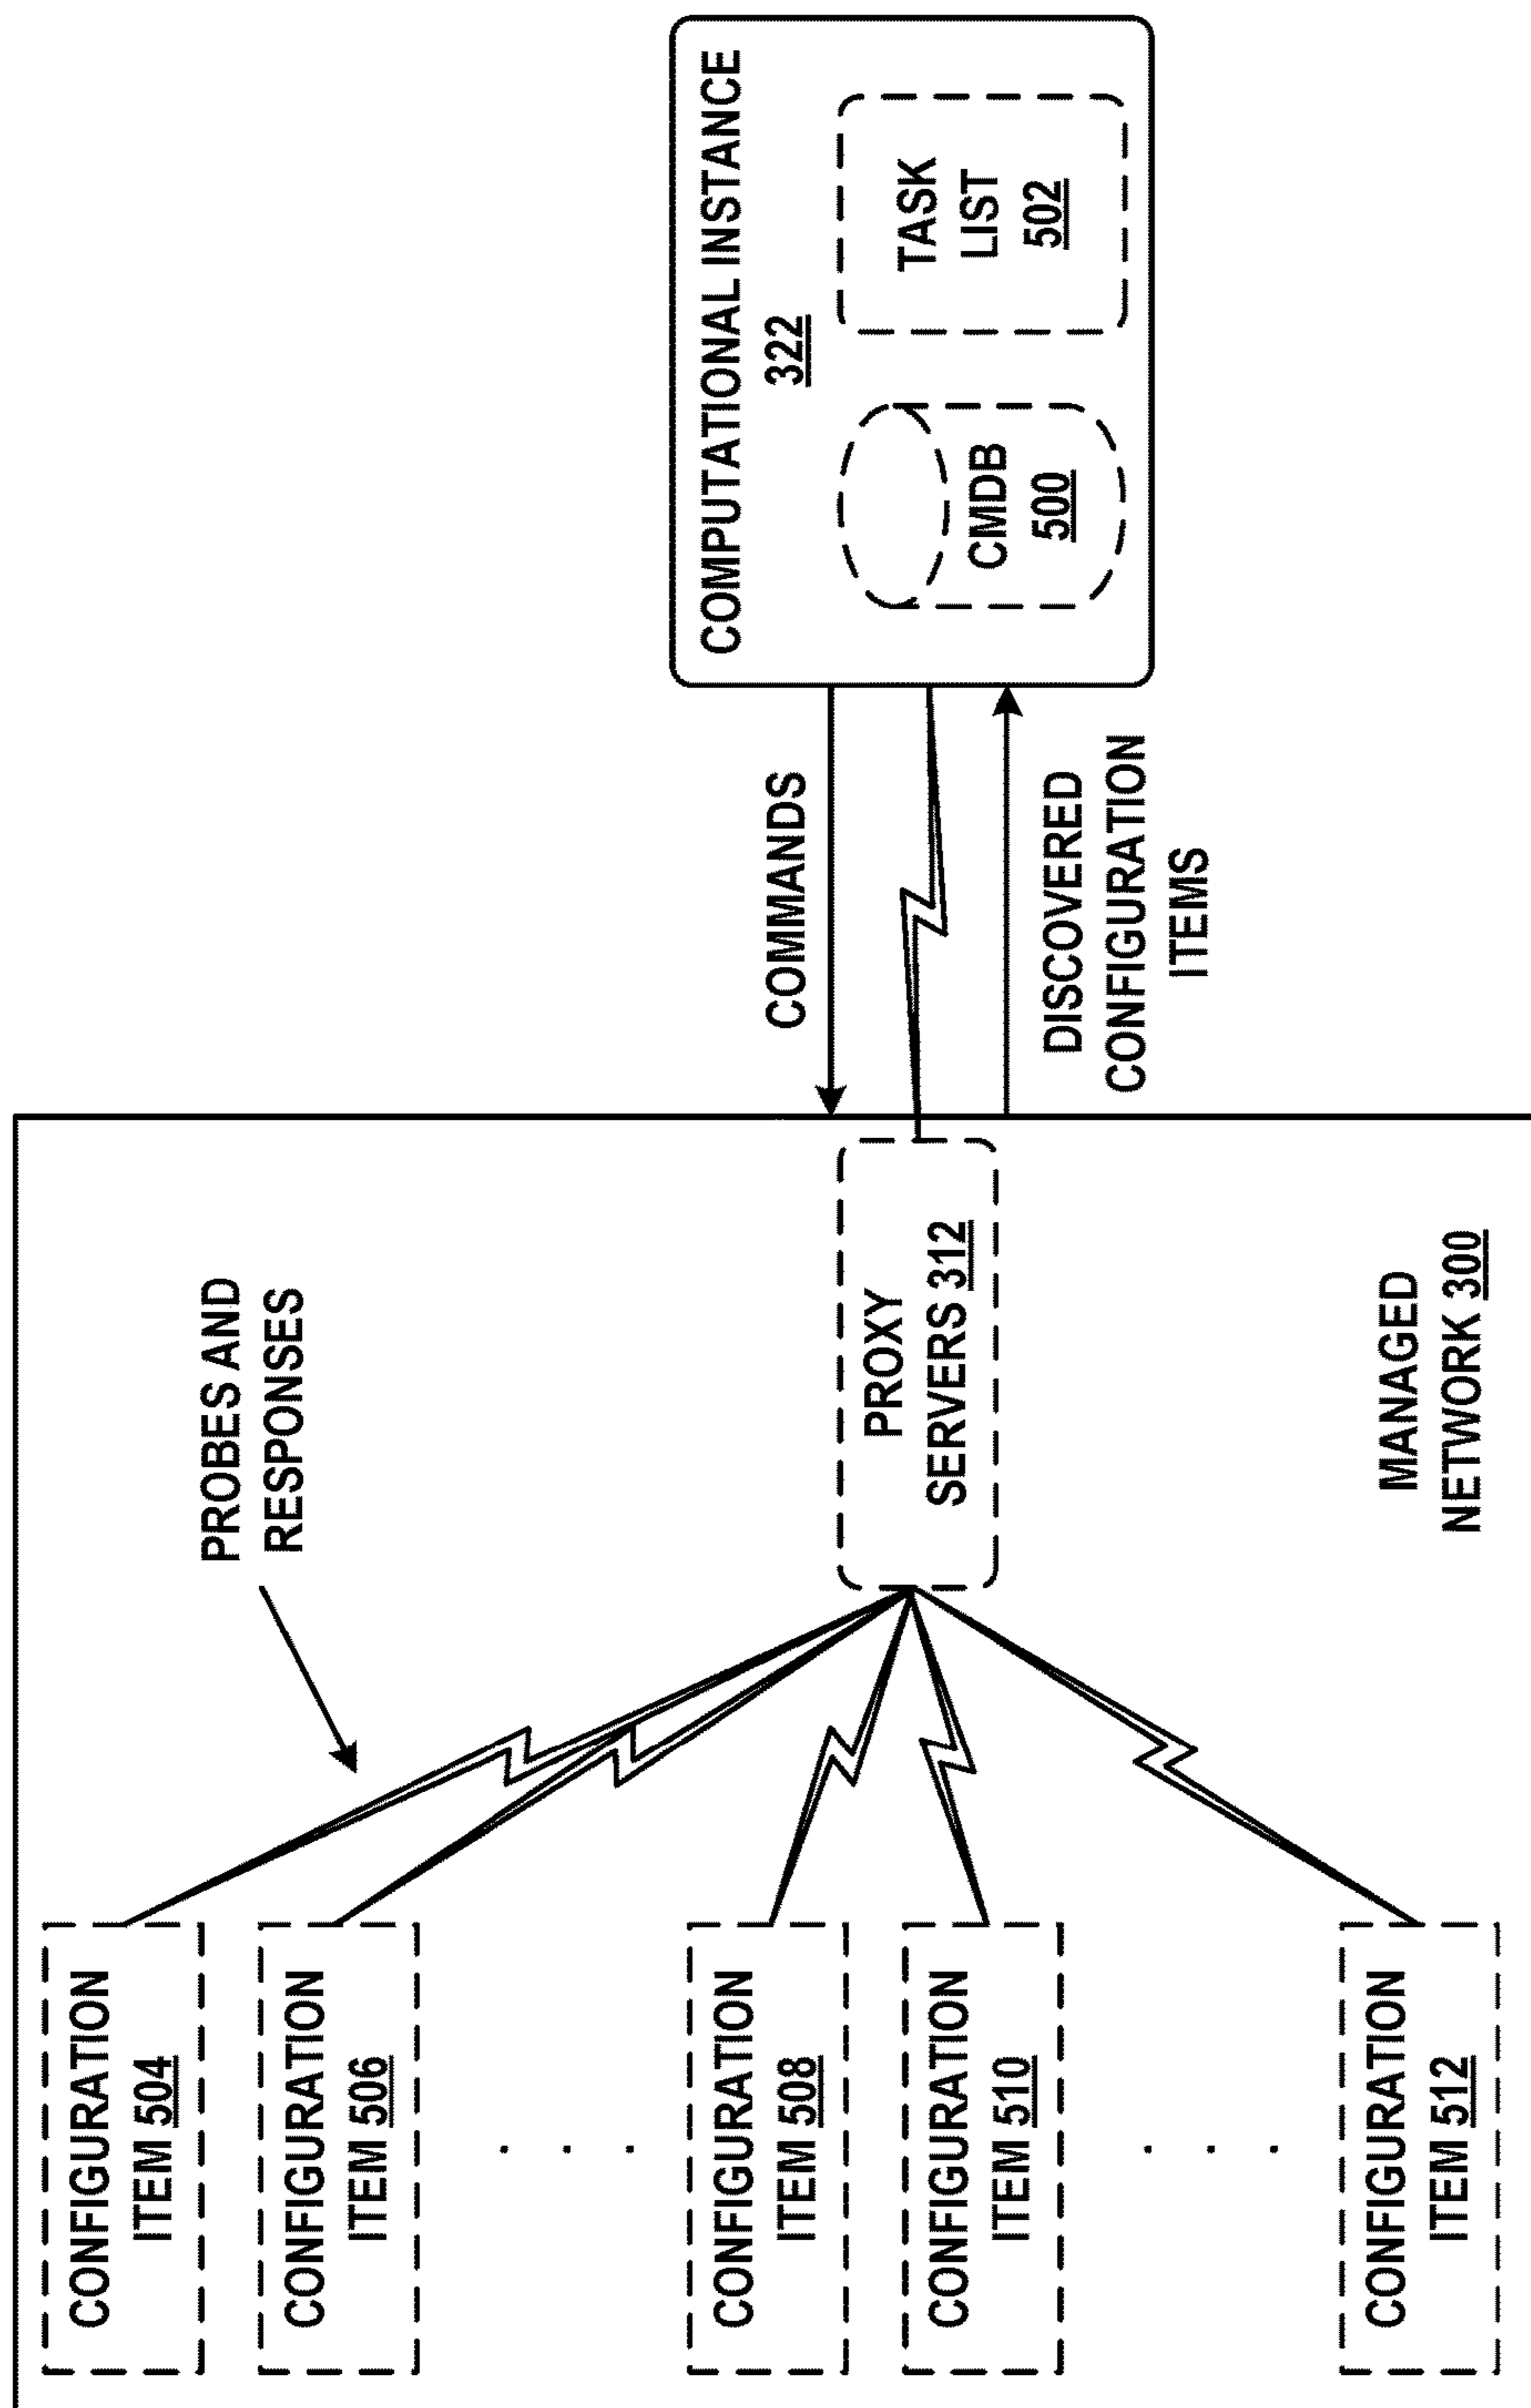 CONFIGURATION
ITEM 504
CONFIGURATION
ITEM 506
. . .
CONFIGURATION
ITEM 508
CONFIGURATION
ITEM 510
. . .
CONFIGURATION
ITEM 512
PROBES AND
RESPONSES
PROXY
SERVERS 312
MANAGED
NETWORK 300
COMMANDS
DISCOVERED
CONFIGURATION
ITEMS
COMPUTATIONAL INSTANCE
322
CMDB
500
TASK
LIST
502